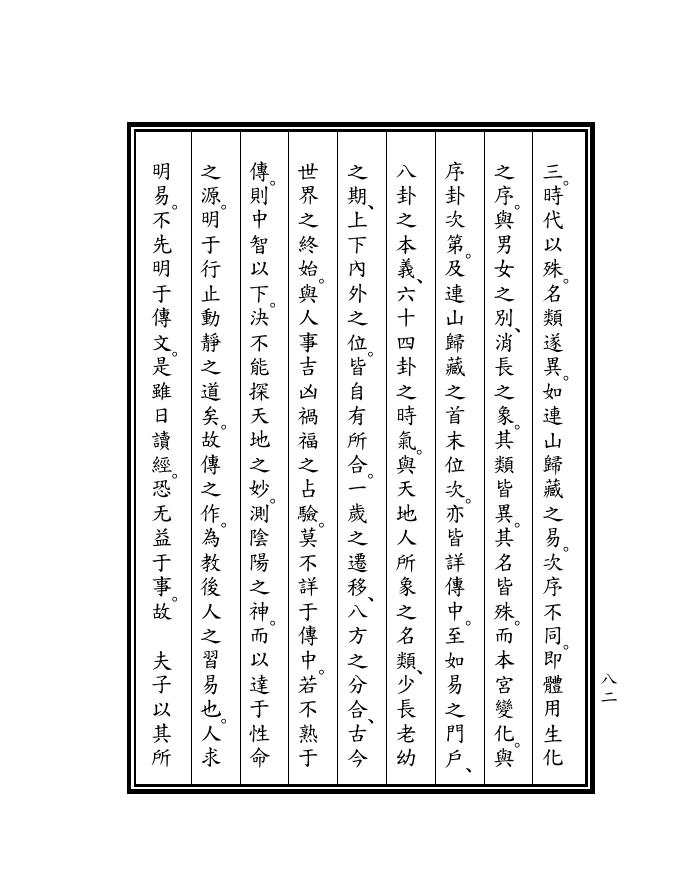 三。時代以殊。名類遂異。如連山歸藏之易。次序不同。即體用生化
之序。與男女之別、消長之象。其類皆異。其名皆殊。而本宮變化。與
序卦次第。及連山歸藏之首末位次。亦皆詳傳中。至如易之門戶、
八卦之本義、六十四卦之時氣。與天地人所象之名類、少長老幼
之期、上下內外之位。皆自有所合。一歲之遷移、八方之分合、古今
世界之終始。與人事吉凶禍福之占驗。莫不詳于傳中。若不熟于
傳。則中智以下。決不能探天地之妙。測陰陽之神。而以達于性命
之源。明于行止動靜之道矣。故傳之作。為教後人之習易也。人求
明易。不先明于傳文。是雖日讀經。恐无益于事。故　夫子以其所
八二